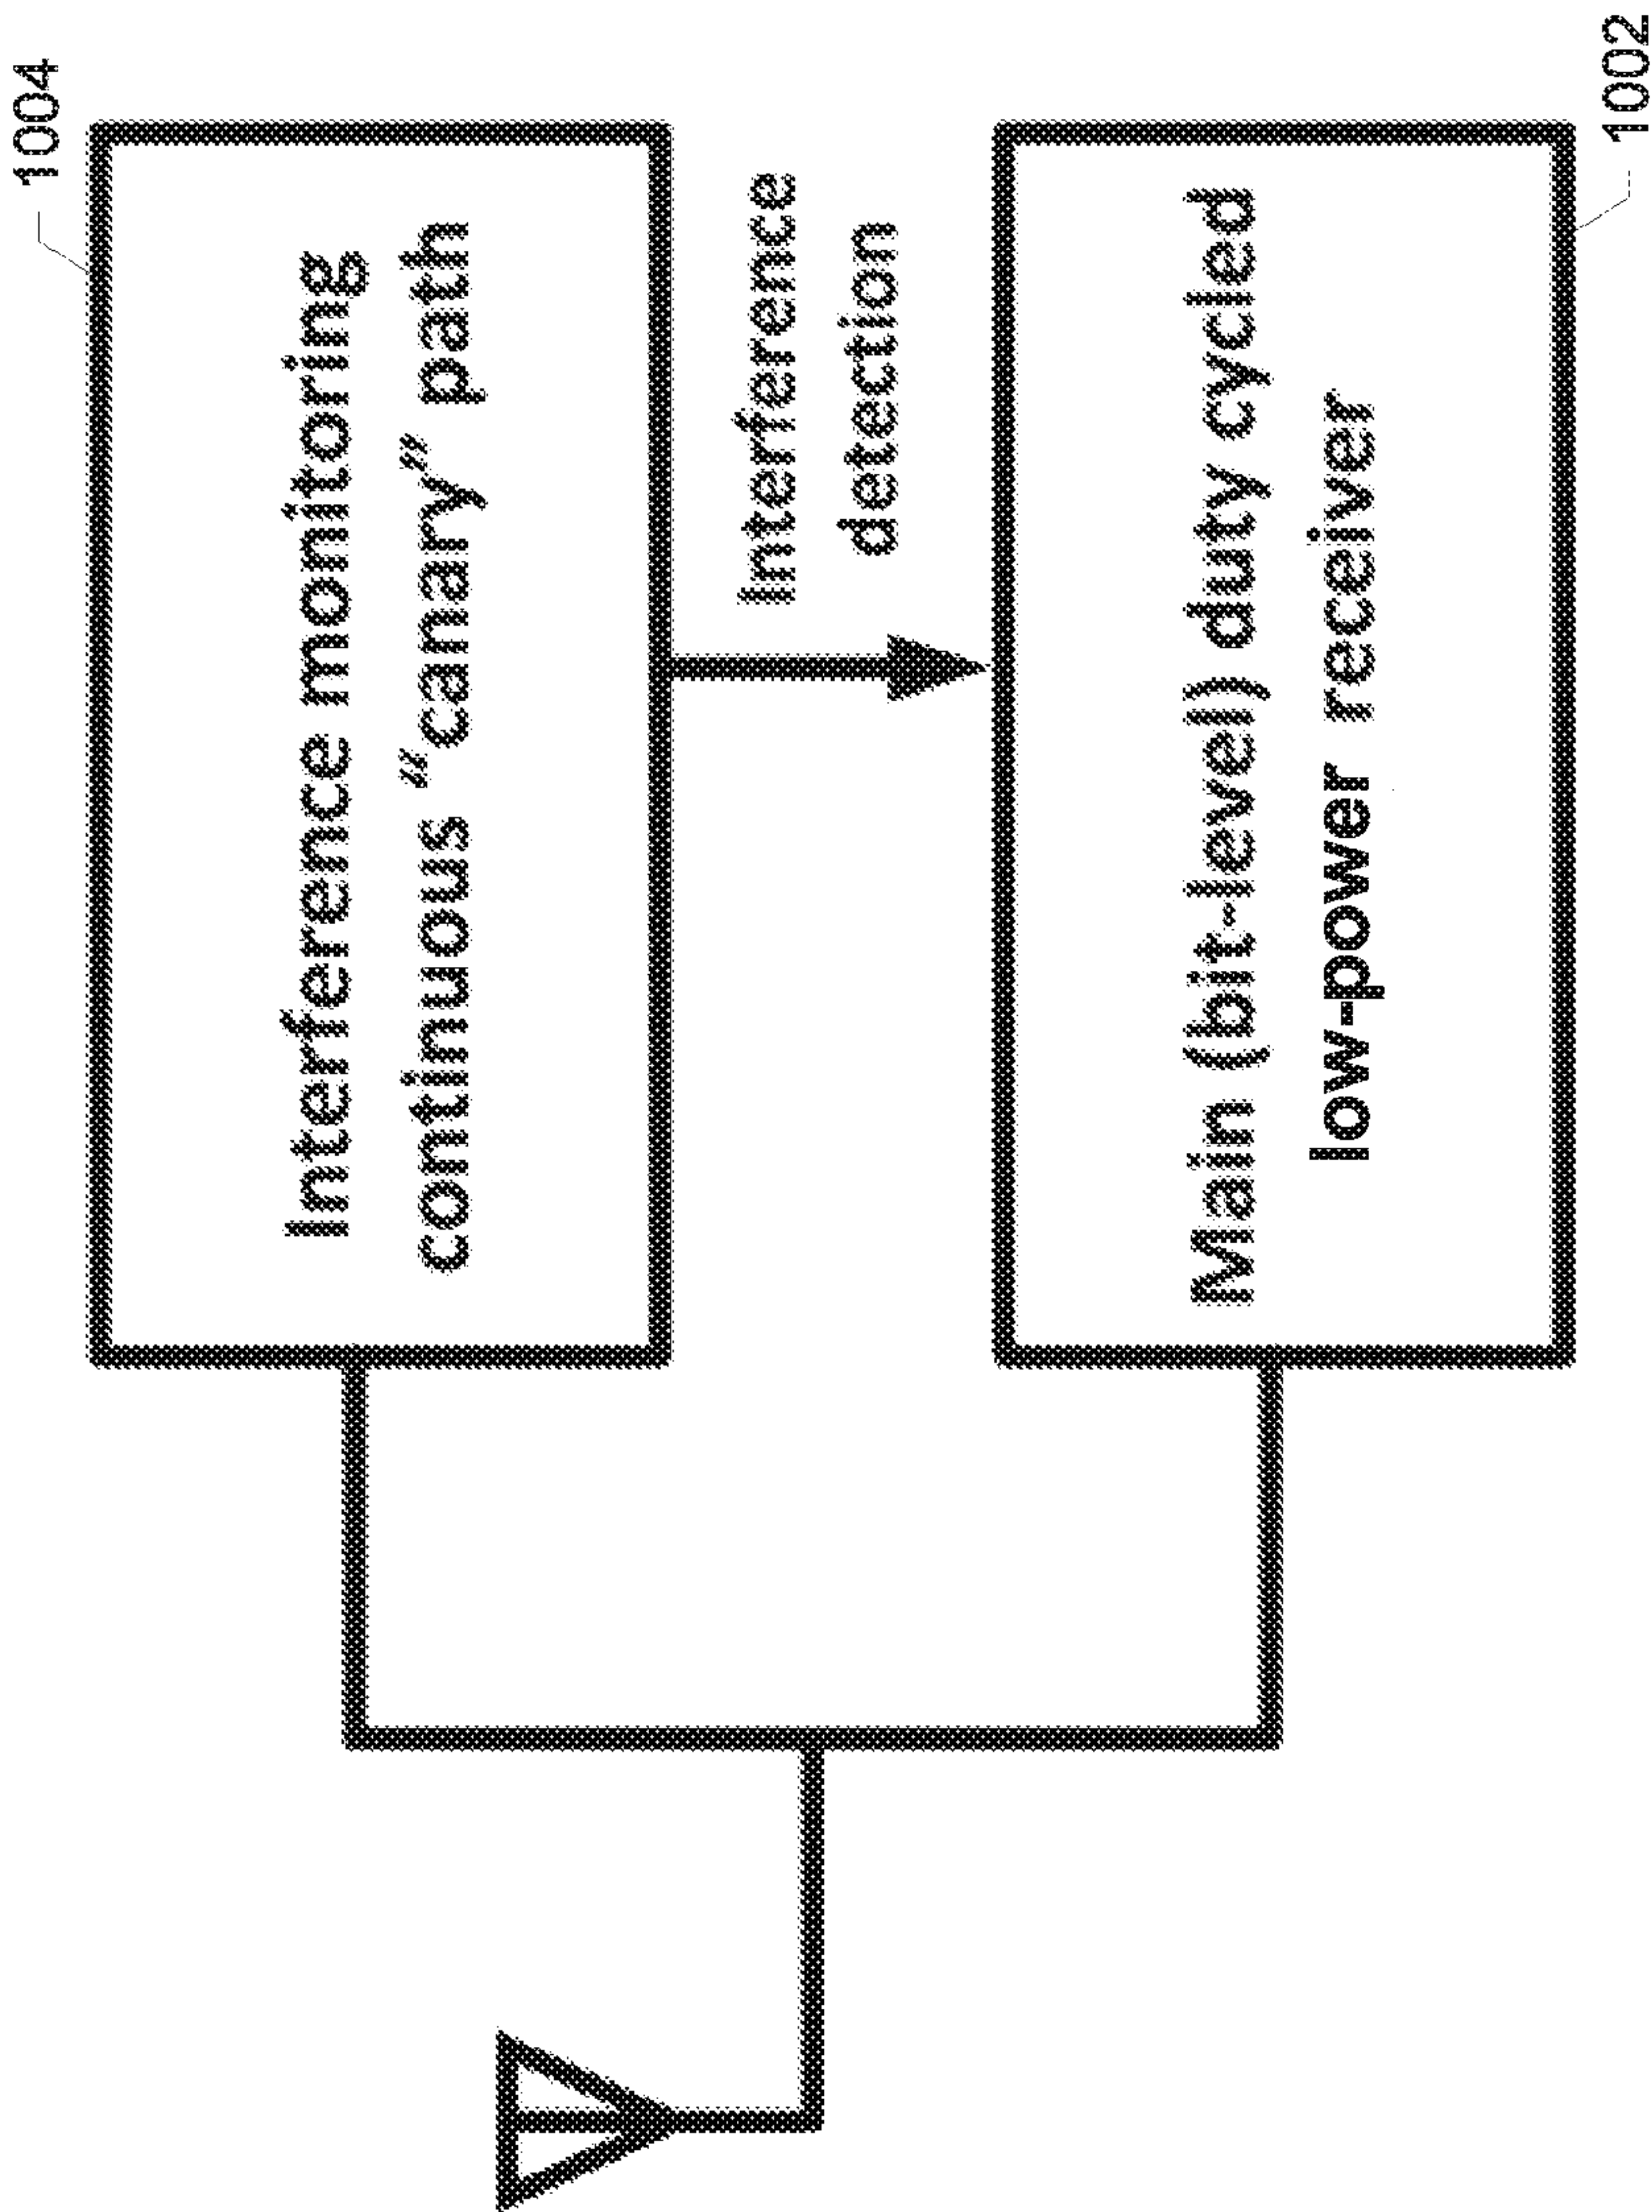 1004
Interference monitoring
continuous “canary” path
Interference
detection
Main (bit-level) duty cycled
low-power receiver
1002